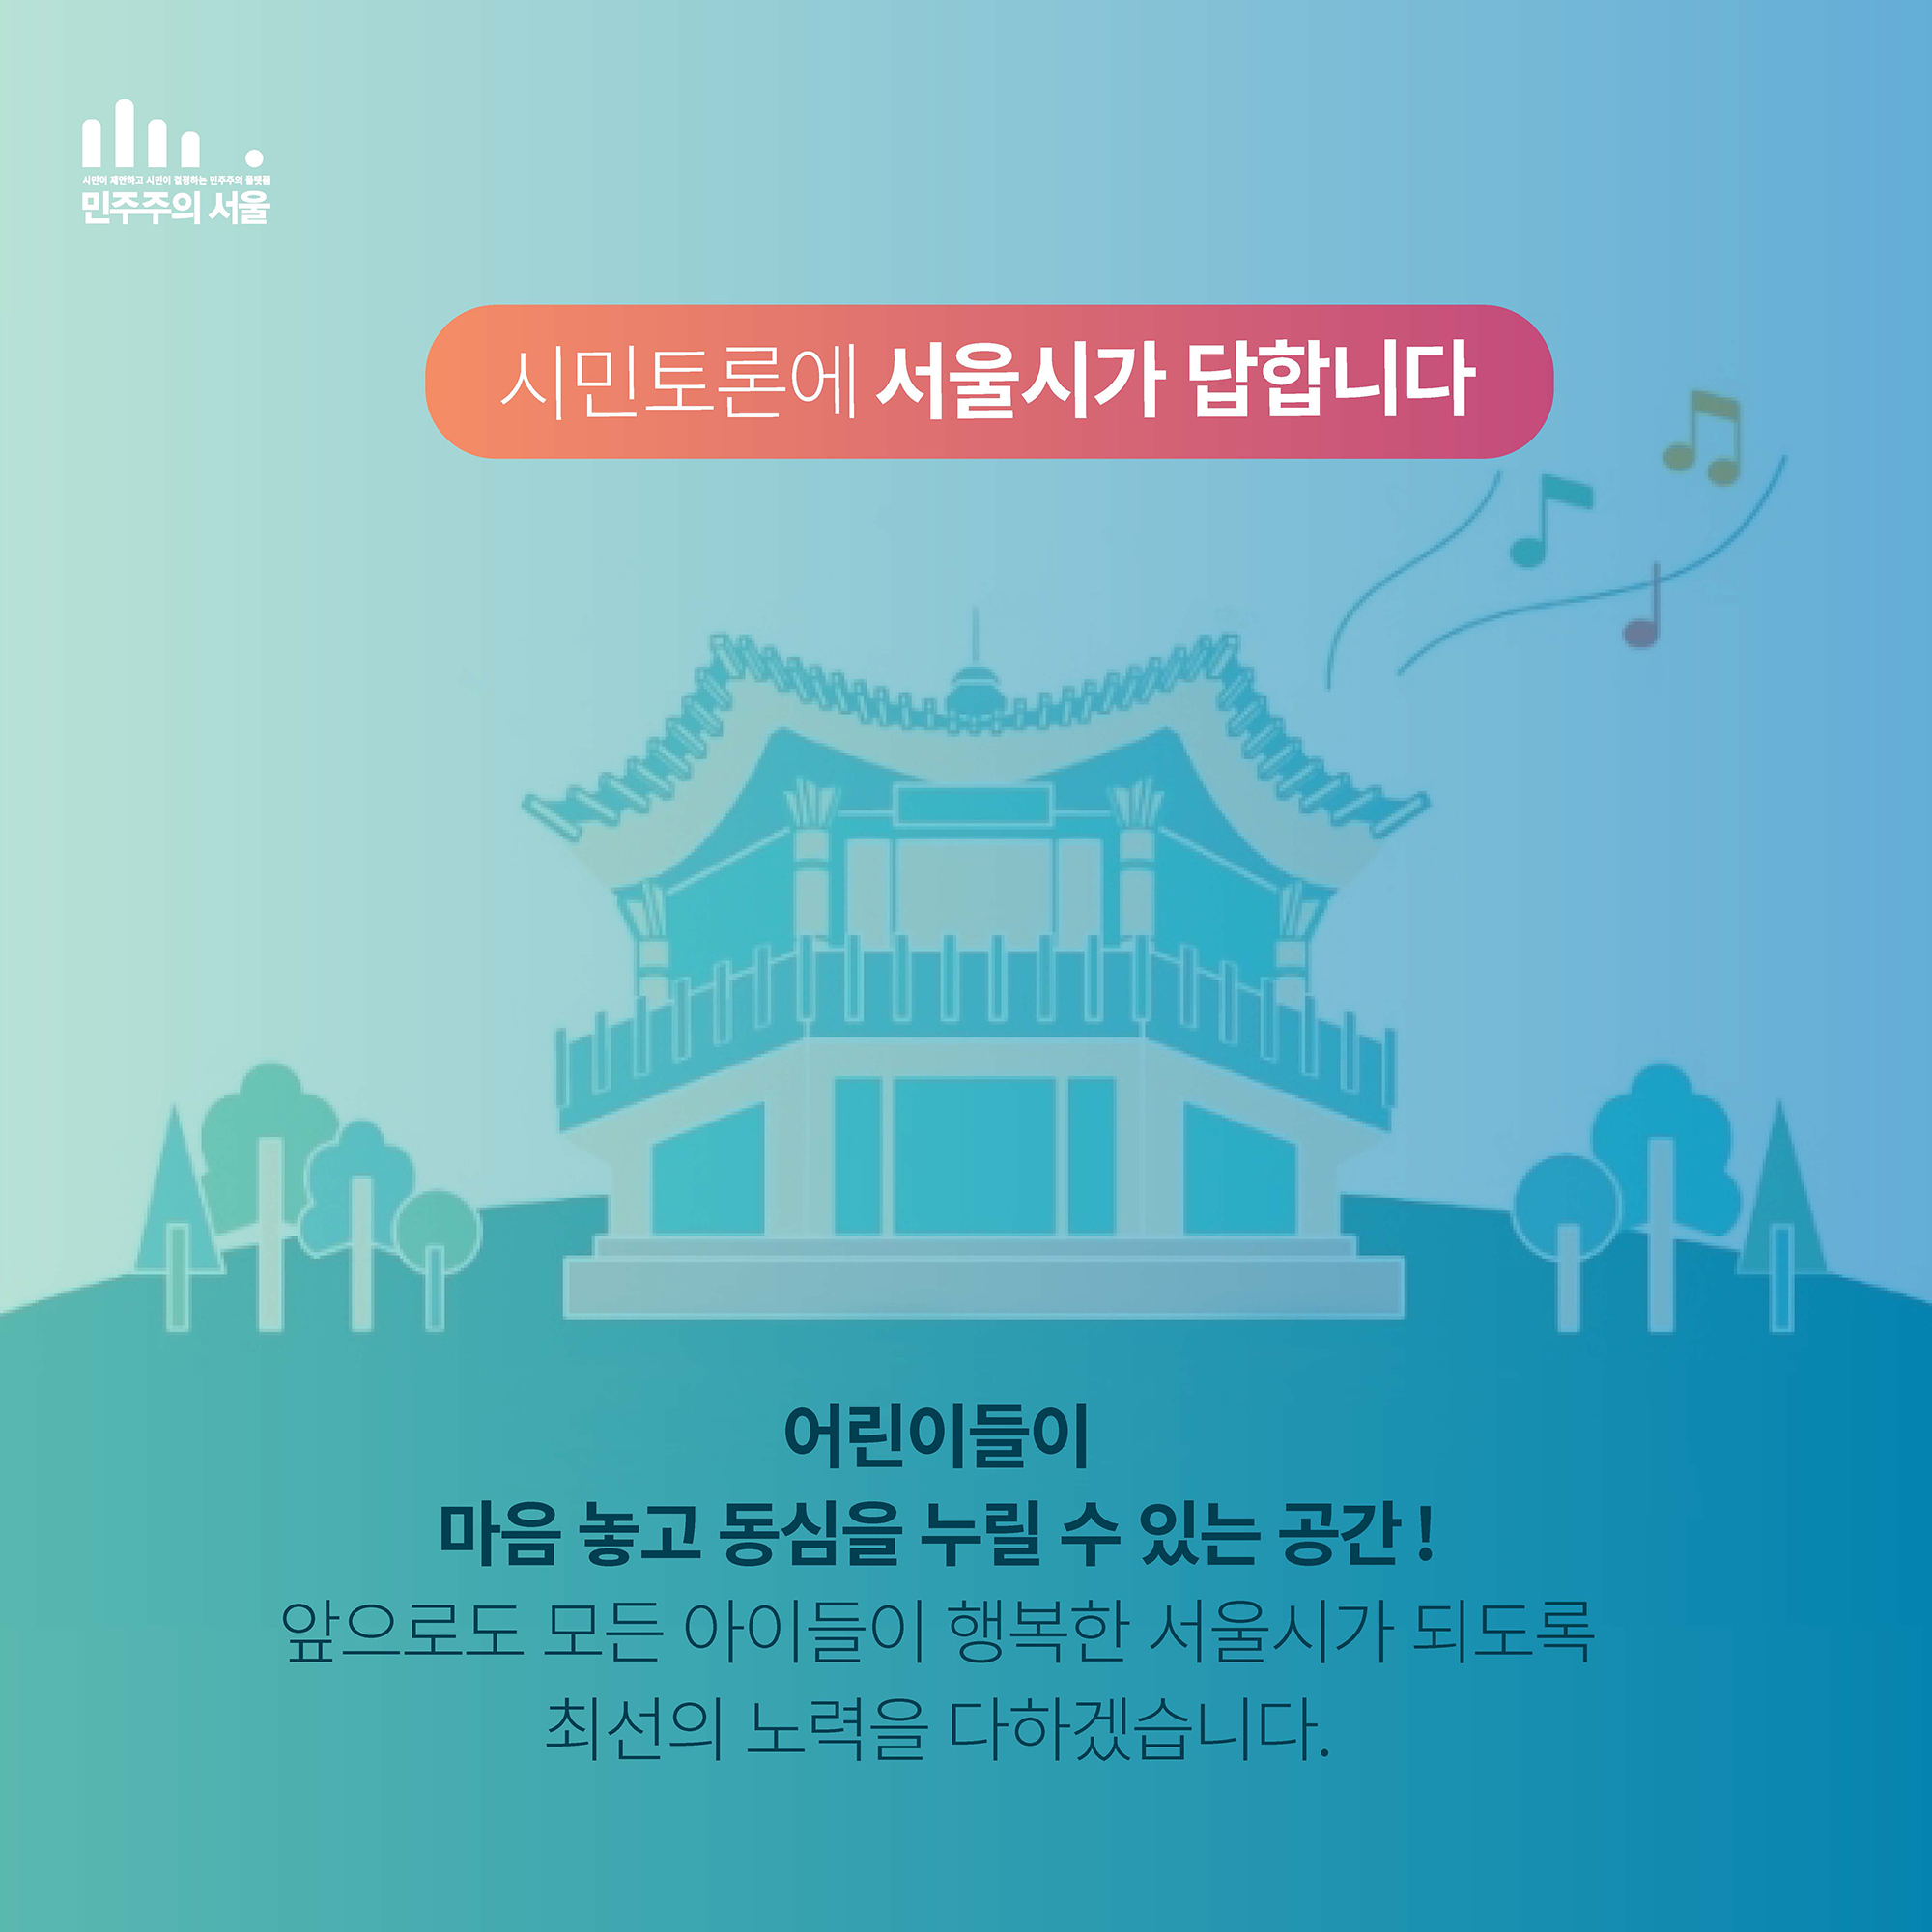 시민이 제안하고 시민이 결정하는 민주주의 플랫폼
민주주의 서울
시민토론에 서울시가 답합니다
어린이들이
마음 놓고 동심을 누릴 수 있는 공간!
앞으로도 모든 아이들이 행복한 서울시가 되도록
최선의 노력을 다하겠습니다.